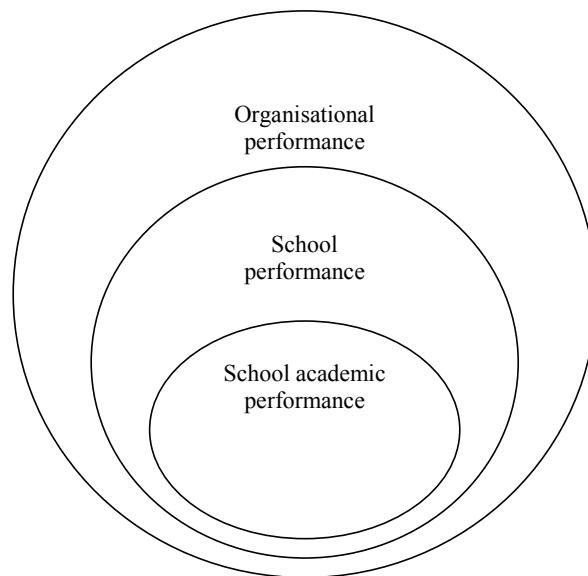 Organisational
performance
School
performance
School academic
performance